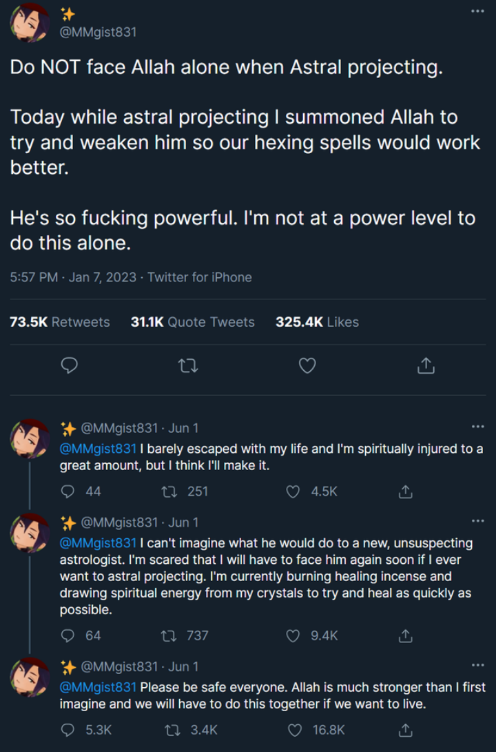 @MMgist831
Do NOT face Allah alone when Astral projecting.
Today while astral projecting I summoned Allah to
try and weaken him so our hexing spells would work
better.
He's so fucking powerful. I'm not at a power level to
do this alone.
5:57 PM · Jan 7, 2023 · Twitter for iPhone
73.5K Retweets 31.1K Quote Tweets 325.4K Likes
@MMgist831 · Jun 1
@MMgist831 I barely escaped with my life and I'm spiritually injured to a
great amount, but I think I'll make it.
44 251 4.5K
@MMgist831 · Jun 1
@MMgist831 I can't imagine what he would do to a new, unsuspecting
astrologist. I'm scared that I will have to face him again soon if I ever
want to astral projecting. I'm currently burning healing incense and
drawing spiritual energy from my crystals to try and heal as quickly as
possible.
64 737 9.4K
@MMgist831 · Jun 1
@MMgist831 Please be safe everyone. Allah is much stronger than I first
imagine and we will have to do this together if we want to live.
5.3K 3.4K 16.8K